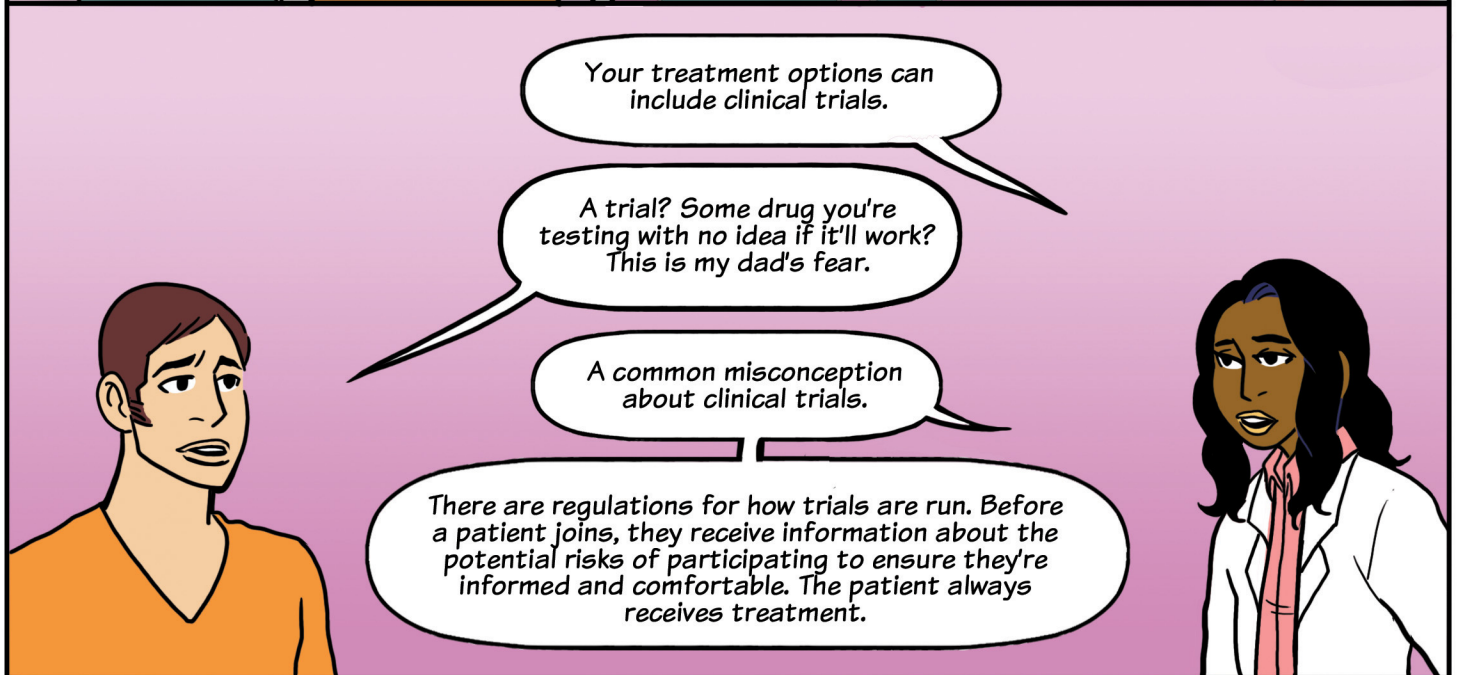 Your treatment options can
include clinical trials.
A trial? Some drug you're
testing with no idea if it'll work?
This is my dad's fear.
A common misconception
about clinical trials.
There are regulations for how trials are run. Before
a patient joins, they receive information about the
potential risks of participating to ensure they're
informed and comfortable. The patient always
receives treatment.